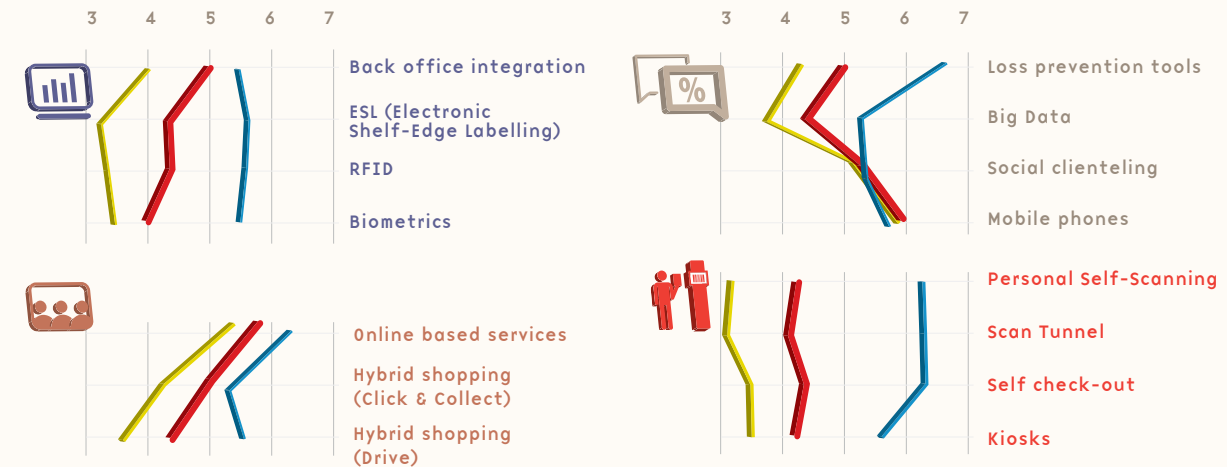 3 4 5 6 7
Back office integration
ESL (Electronic
Shelf-Edge Labelling)
RFID
Biometrics
Online based services
Hybrid shopping
(Click & Collect)
Hybrid shopping
(Drive)
3 4 5 6 7
%
Loss prevention tools
Big Data
Social clienteling
Mobile phones
Personal Self-Scanning
Scan Tunnel
Self check-out
Kiosks